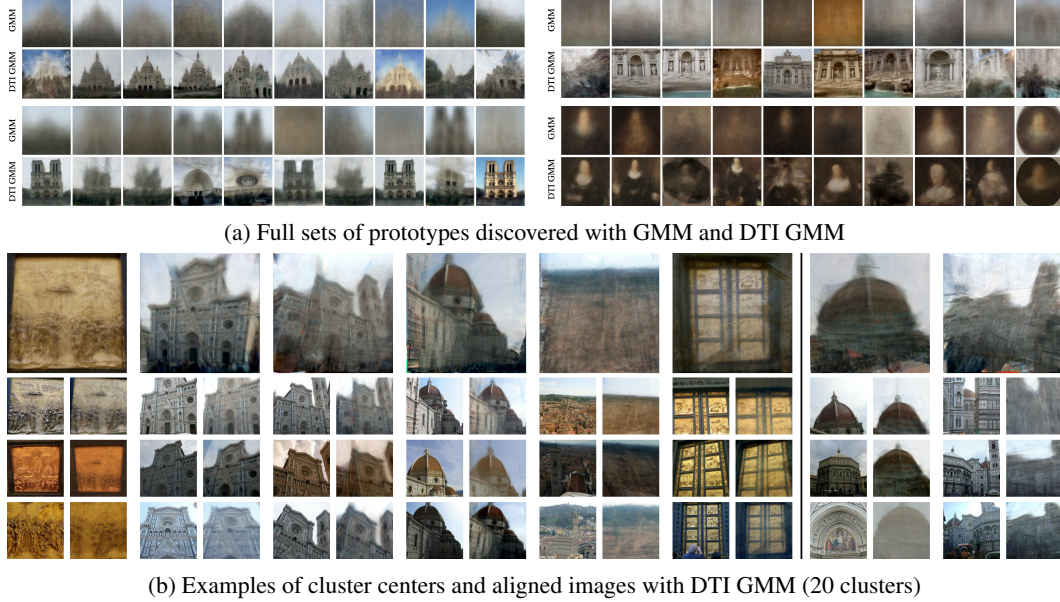 GMM
GMM
DTI GMM
DTI GMM
GMM
GMM
DTI GMM
DTI GMM
(a) Full sets of prototypes discovered with GMM and DTI GMM
(b) Examples of cluster centers and aligned images with DTI GMM (20 clusters)